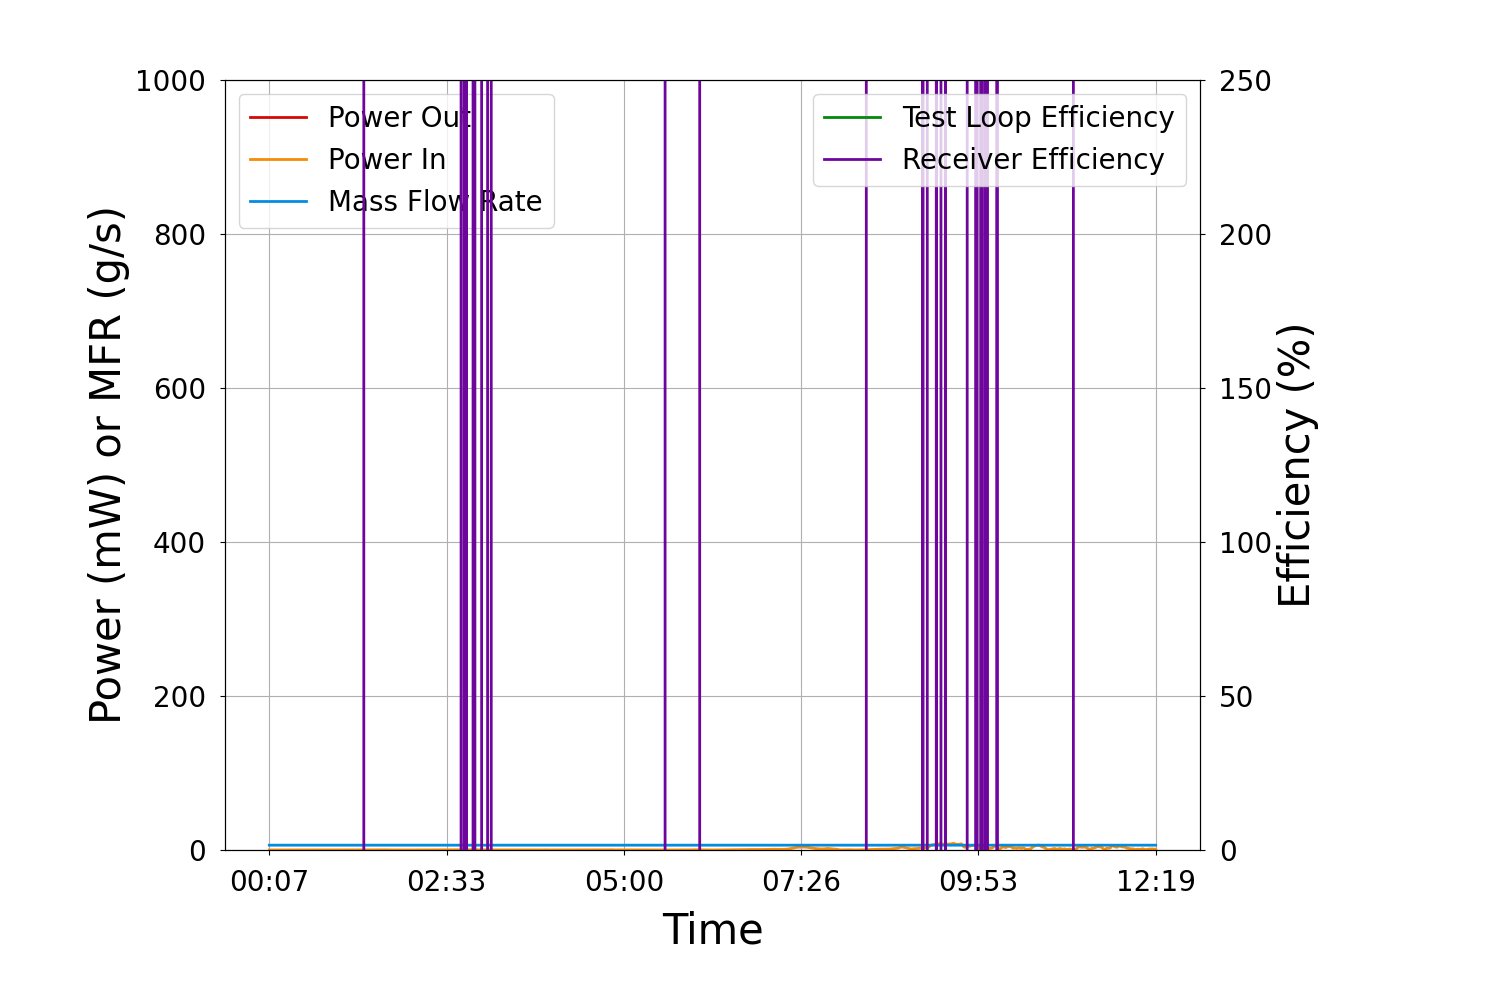 1000
800
600
400
200
0
Power (mW) or MFR (g/s)
Power Out
Power In
Mass Flow Rate
Test Loop Efficiency
Receiver Efficiency
250
200
150
100
50
0
Efficiency (%)
00:07
02:33
05:00
07:26
09:53
12:19
Time